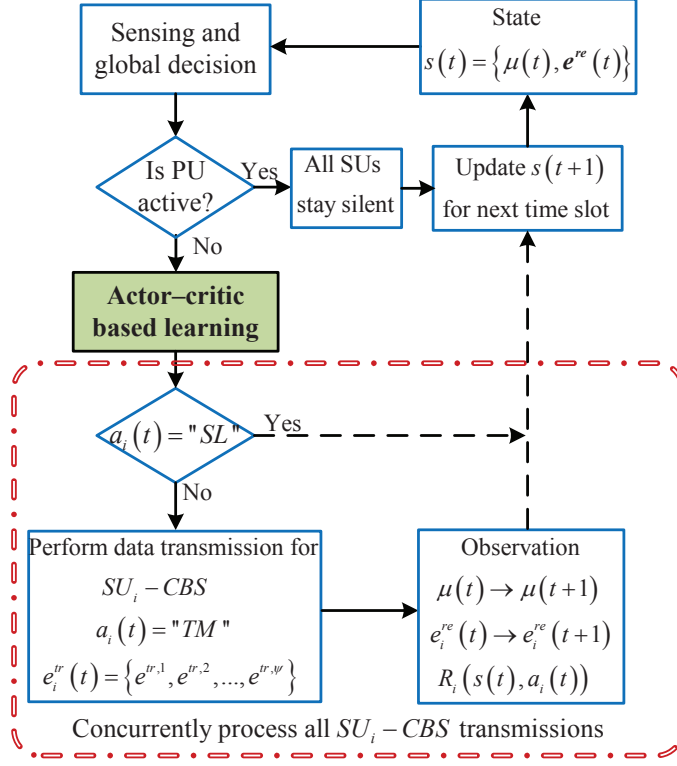 Sensing and
global decision
State
s(t) = {μ(t), e^{re}(t)}
Is PU
active?
Yes
All SUs
stay silent
Update s(t+1)
for next time slot
No
Actor–critic
based learning
a_i(t) = "SL"
Yes
No
Perform data transmission for
SU_i − CBS
a_i(t) = "TM"
e_i^{tr}(t) = {e^{tr,1}, e^{tr,2}, ..., e^{tr,ψ}}
Observation
μ(t) → μ(t+1)
e_i^{re}(t) → e_i^{re}(t+1)
R_i(s(t), a_i(t))
Concurrently process all SU_i − CBS transmissions